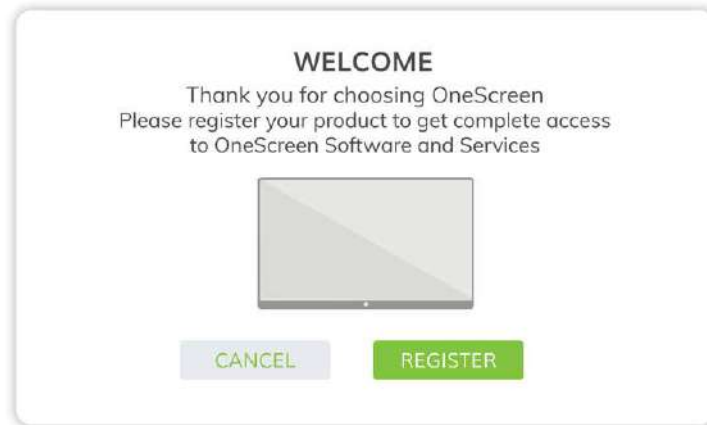 WELCOME
Thank you for choosing OneScreen
Please register your product to get complete access
to OneScreen Software and Services
CANCEL
REGISTER